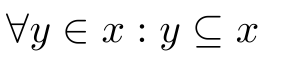 ∀y ∈ x : y ⊆ x